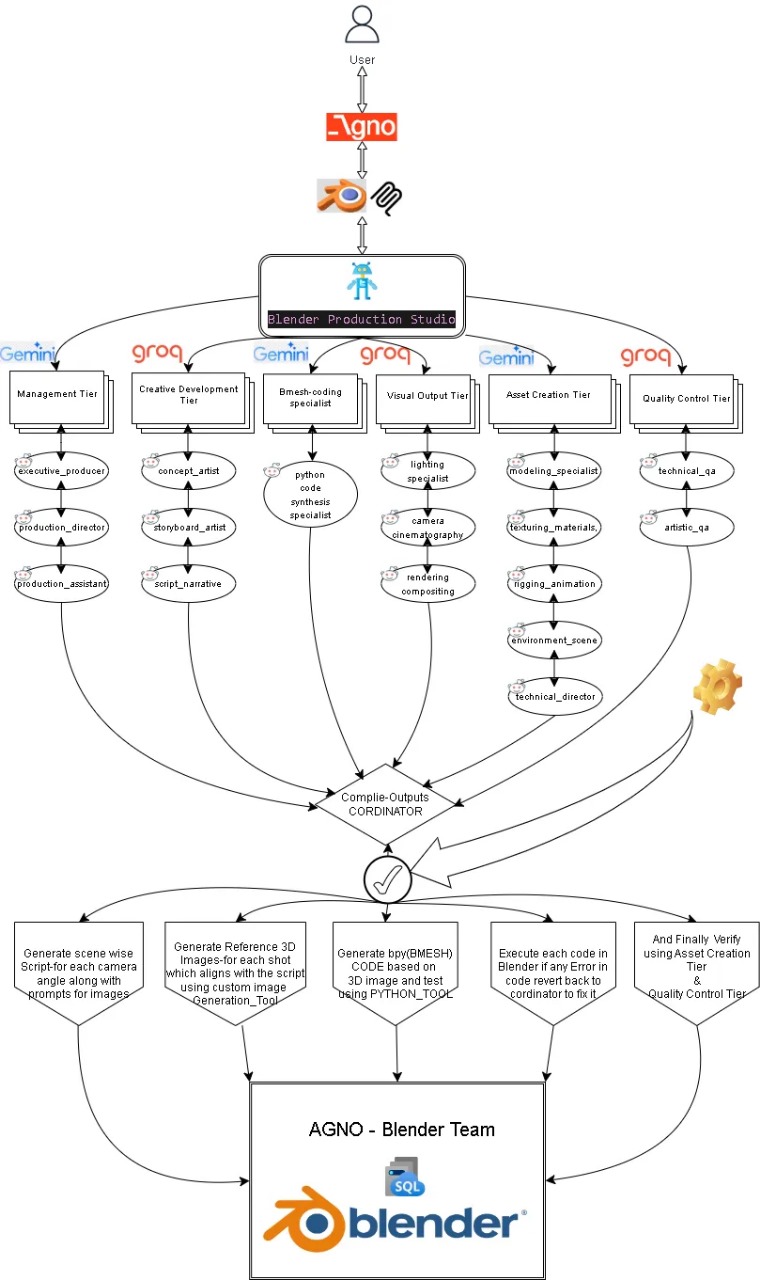 User
Agno
Blender Production Studio
Gemini
groq
Gemini
groq
Gemini
groq
Management Tier
Creative Development
Tier
Bmesh-coding
specialist
Visual Output Tier
Asset Creation Tier
Quality Control Tier
executive_producer
concept_artist
python
code
synthesis
specialist
lighting
specialist
modeling_specialist
technical_qa
production_director
storyboard_artist
camera
cinematography
texturing_materials,
artistic_qa
production_assistant
script_narrative
rendering
compositing
rigging_animation
environment_scene
technical_director
Complie-Outputs
CORDINATOR
Generate scene wise
Script-for each camera
angle along with
prompts for images
Generate Reference 3D
Images-for each shot
which aligns with the script
using custom image
Generation_Tool
Generate bpy(BMESH)
CODE based on
3D image and test
using PYTHON_TOOL
Execute each code in
Blender if any Error in
code revert back to
cordinator to fix it
And Finally Verify
using Asset Creation
Tier
&
Quality Control Tier
AGNO - Blender Team
SQL
blender®